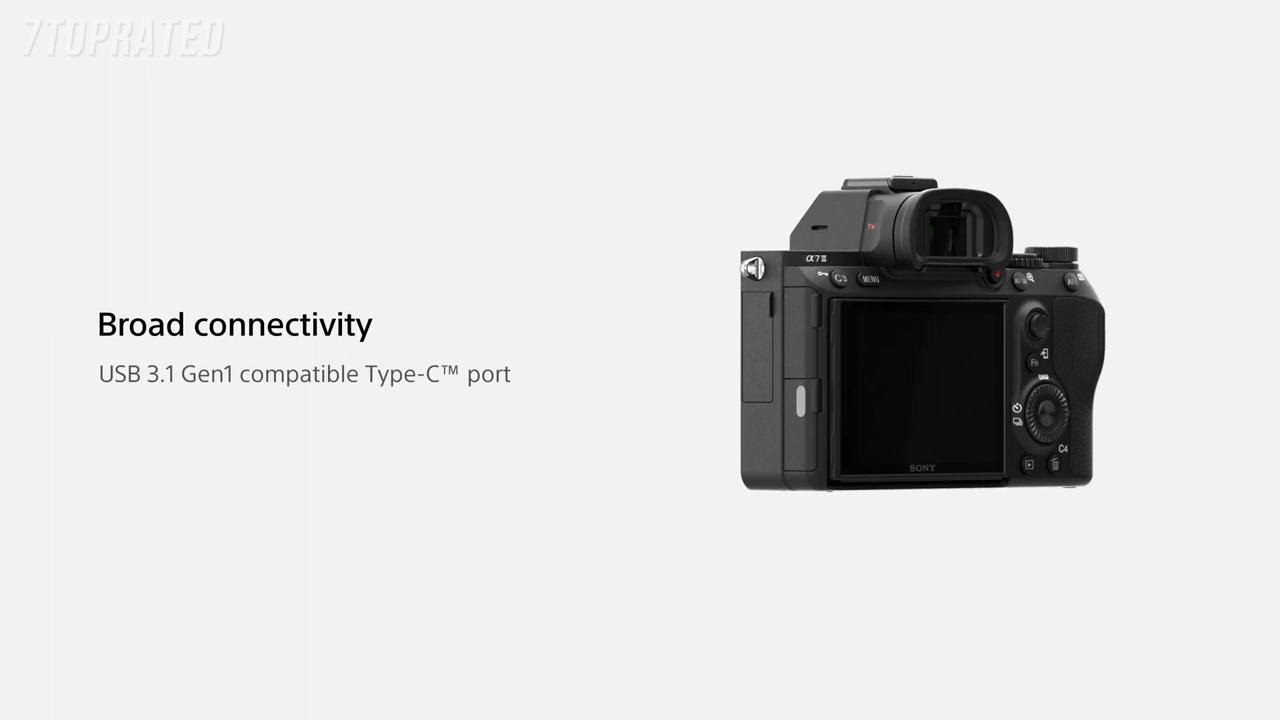 7TOPRATED
Broad connectivity
USB 3.1 Gen1 compatible Type-C™ port
α7III
C3
MENU
Fn
C4
SONY